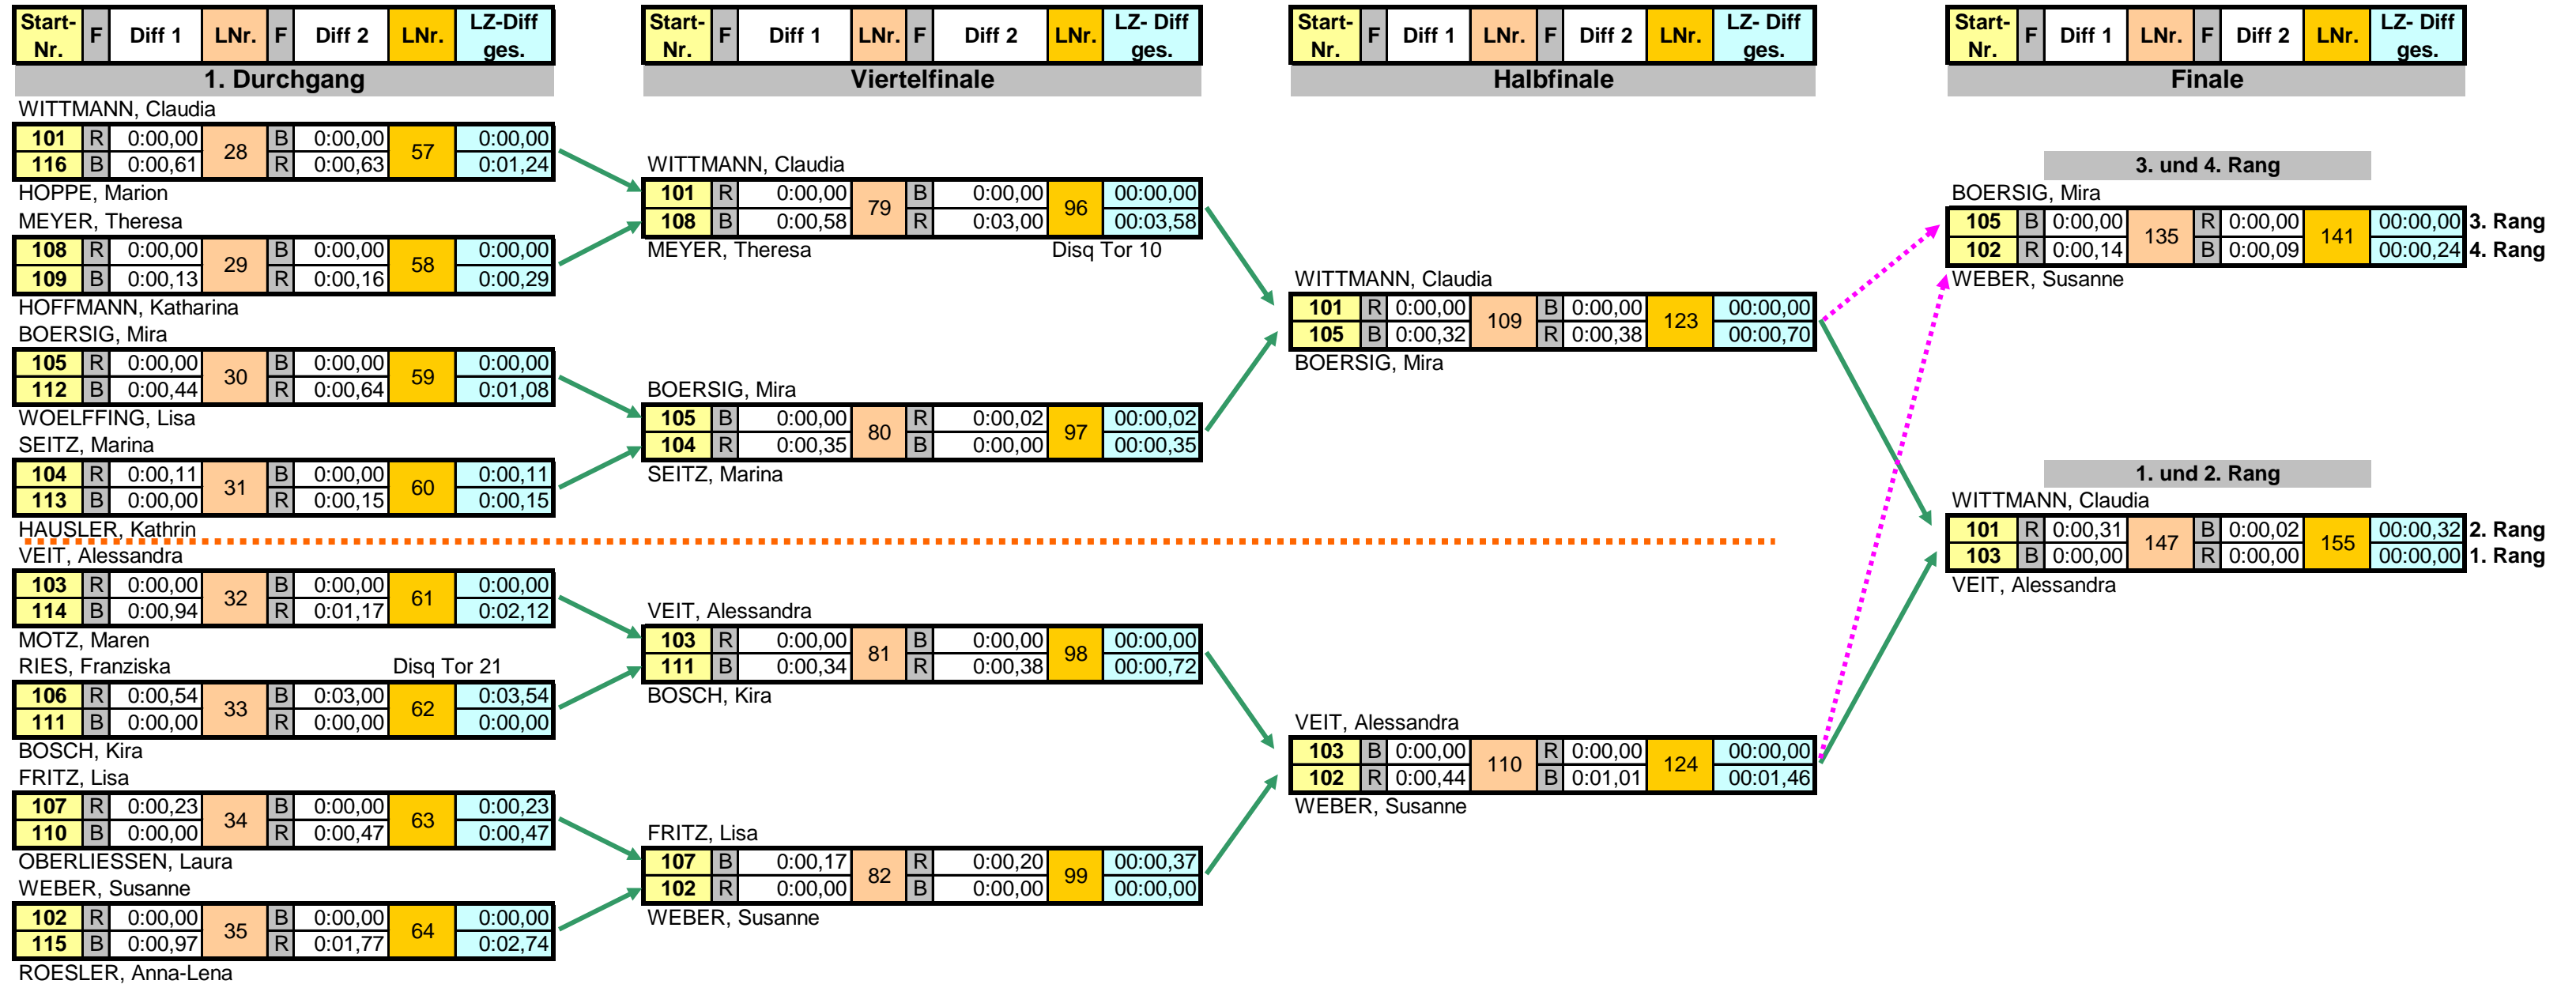 Start-Nr. F Diff 1 LNr. F Diff 2 LNr. LZ-Diff ges.
1. Durchgang
WITTMANN, Claudia
101 R 0:00,00 28 B 0:00,00 57 0:00,00
116 B 0:00,61 R 0:00,63 0:01,24
HOPPE, Marion
MEYER, Theresa
108 R 0:00,00 29 B 0:00,00 58 0:00,00
109 B 0:00,13 R 0:00,16 0:00,29
HOFFMANN, Katharina
BOERSIG, Mira
105 R 0:00,00 30 B 0:00,00 59 0:00,00
112 B 0:00,44 R 0:00,64 0:01,08
WOELFFING, Lisa
SEITZ, Marina
104 R 0:00,11 31 B 0:00,00 60 0:00,11
113 B 0:00,00 R 0:00,15 0:00,15
HAUSLER, Kathrin
VEIT, Alessandra
103 R 0:00,00 32 B 0:00,00 61 0:00,00
114 B 0:00,94 R 0:01,17 0:02,12
MOTZ, Maren
RIES, Franziska Disq Tor 21
106 R 0:00,54 33 B 0:03,00 62 0:03,54
111 B 0:00,00 R 0:00,00 0:00,00
BOSCH, Kira
FRITZ, Lisa
107 R 0:00,23 34 B 0:00,00 63 0:00,23
110 B 0:00,00 R 0:00,47 0:00,47
OBERLIESSEN, Laura
WEBER, Susanne
102 R 0:00,00 35 B 0:00,00 64 0:00,00
115 B 0:00,97 R 0:01,77 0:02,74
ROESLER, Anna-Lena
Start-Nr. F Diff 1 LNr. F Diff 2 LNr. LZ- Diff ges.
Viertelfinale
WITTMANN, Claudia
101 R 0:00,00 79 B 0:00,00 96 00:00,00
108 B 0:00,58 R 0:03,00 00:03,58
MEYER, Theresa Disq Tor 10
BOERSIG, Mira
105 B 0:00,00 80 R 0:00,02 97 00:00,02
104 R 0:00,35 B 0:00,00 00:00,35
SEITZ, Marina
VEIT, Alessandra
103 R 0:00,00 81 B 0:00,00 98 00:00,00
111 B 0:00,34 R 0:00,38 00:00,72
BOSCH, Kira
FRITZ, Lisa
107 B 0:00,17 82 R 0:00,20 99 00:00,37
102 R 0:00,00 B 0:00,00 00:00,00
WEBER, Susanne
Start-Nr. F Diff 1 LNr. F Diff 2 LNr. LZ- Diff ges.
Halbfinale
WITTMANN, Claudia
101 R 0:00,00 109 B 0:00,00 123 00:00,00
105 B 0:00,32 R 0:00,38 00:00,70
BOERSIG, Mira
VEIT, Alessandra
103 B 0:00,00 110 R 0:00,00 124 00:00,00
102 R 0:00,44 B 0:01,01 00:01,46
WEBER, Susanne
Start-Nr. F Diff 1 LNr. F Diff 2 LNr. LZ- Diff ges.
Finale
3. und 4. Rang
BOERSIG, Mira
105 B 0:00,00 135 R 0:00,00 141 00:00,00 3. Rang
102 R 0:00,14 B 0:00,09 00:00,24 4. Rang
WEBER, Susanne
1. und 2. Rang
WITTMANN, Claudia
101 R 0:00,31 147 B 0:00,02 155 00:00,32 2. Rang
103 B 0:00,00 R 0:00,00 00:00,00 1. Rang
VEIT, Alessandra